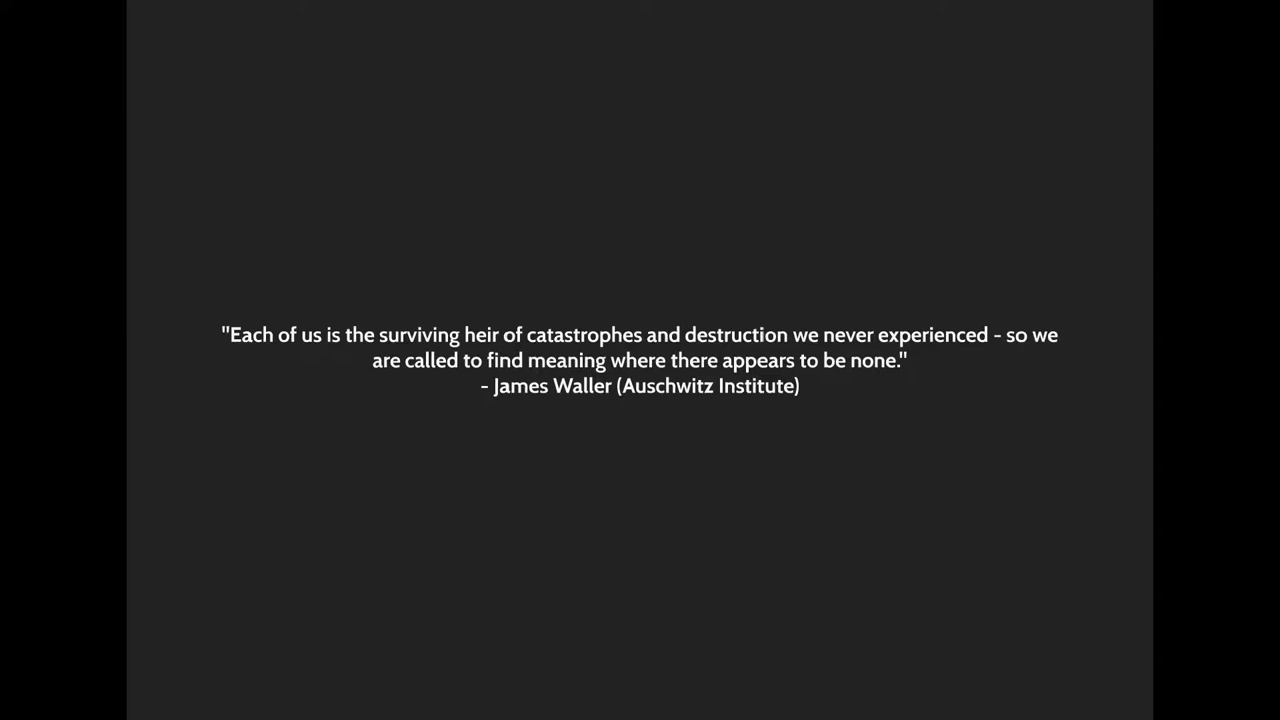 "Each of us is the surviving heir of catastrophes and destruction we never experienced - so we
are called to find meaning where there appears to be none."
- James Waller (Auschwitz Institute)